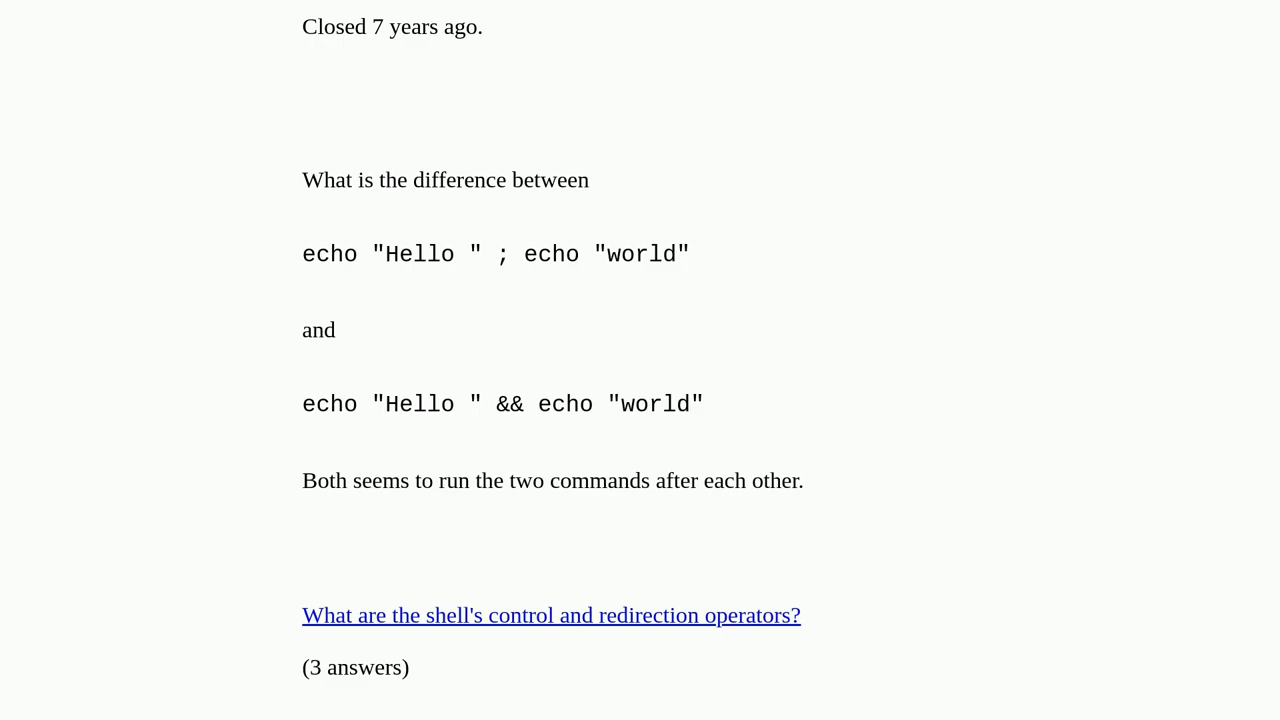 Closed 7 years ago.
What is the difference between
echo "Hello " ; echo "world"
and
echo "Hello " && echo "world"
Both seems to run the two commands after each other.
What are the shell's control and redirection operators?
(3 answers)